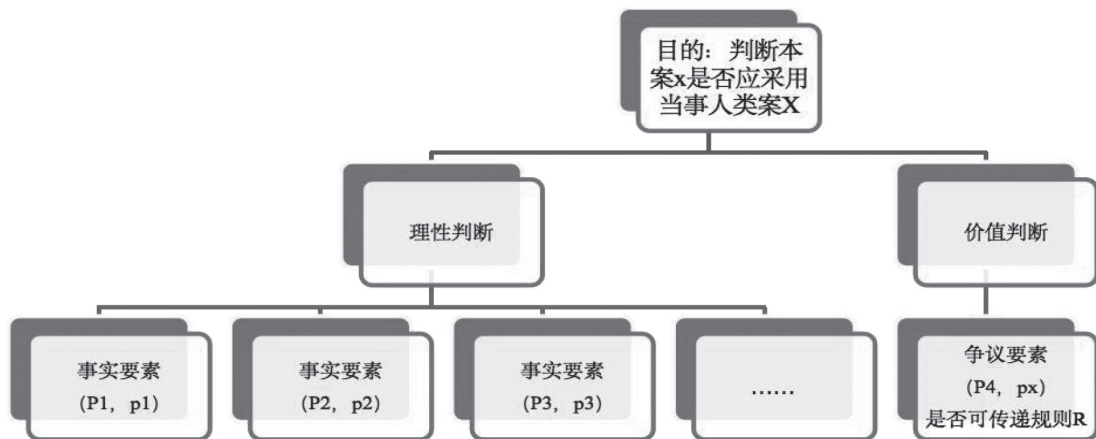 目的：判断本
案x是否应采用
当事人类案X
理性判断
价值判断
事实要素
（P1，p1）
事实要素
（P2，p2）
事实要素
（P3，p3）
……
争议要素
（P4，px）
是否可传递规则R